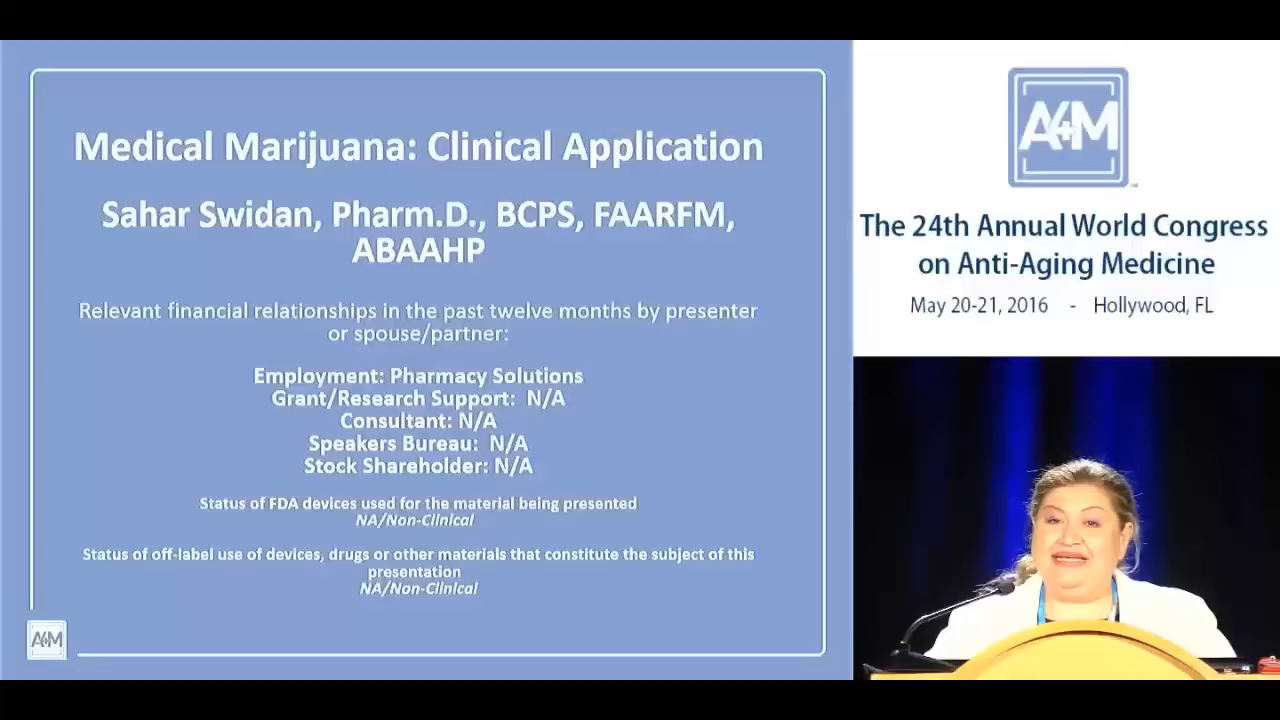 Medical Marijuana: Clinical Application
Sahar Swidan, Pharm.D., BCPS, FAARFM,
ABAAHP
Relevant financial relationships in the past twelve months by presenter
or spouse/partner:
Employment: Pharmacy Solutions
Grant/Research Support: N/A
Consultant: N/A
Speakers Bureau: N/A
Stock Shareholder: N/A
Status of FDA devices used for the material being presented
NA/Non-Clinical
Status of off-label use of devices, drugs or other materials that constitute the subject of this
presentation
NA/Non-Clinical
A4M
A4M
The 24th Annual World Congress
on Anti-Aging Medicine
May 20-21, 2016 - Hollywood, FL